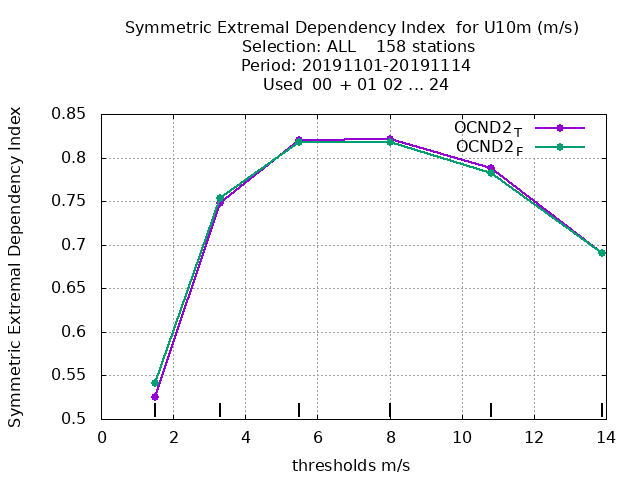 Symmetric Extremal Dependency Index  for U10m (m/s)
Selection: ALL    158 stations
Period: 20191101-20191114
Used  00 + 01 02 ... 24
OCND2T
OCND2F
Symmetric Extremal Dependency Index
0.85
0.8
0.75
0.7
0.65
0.6
0.55
0.5
0 2 4 6 8 10 12 14
thresholds m/s